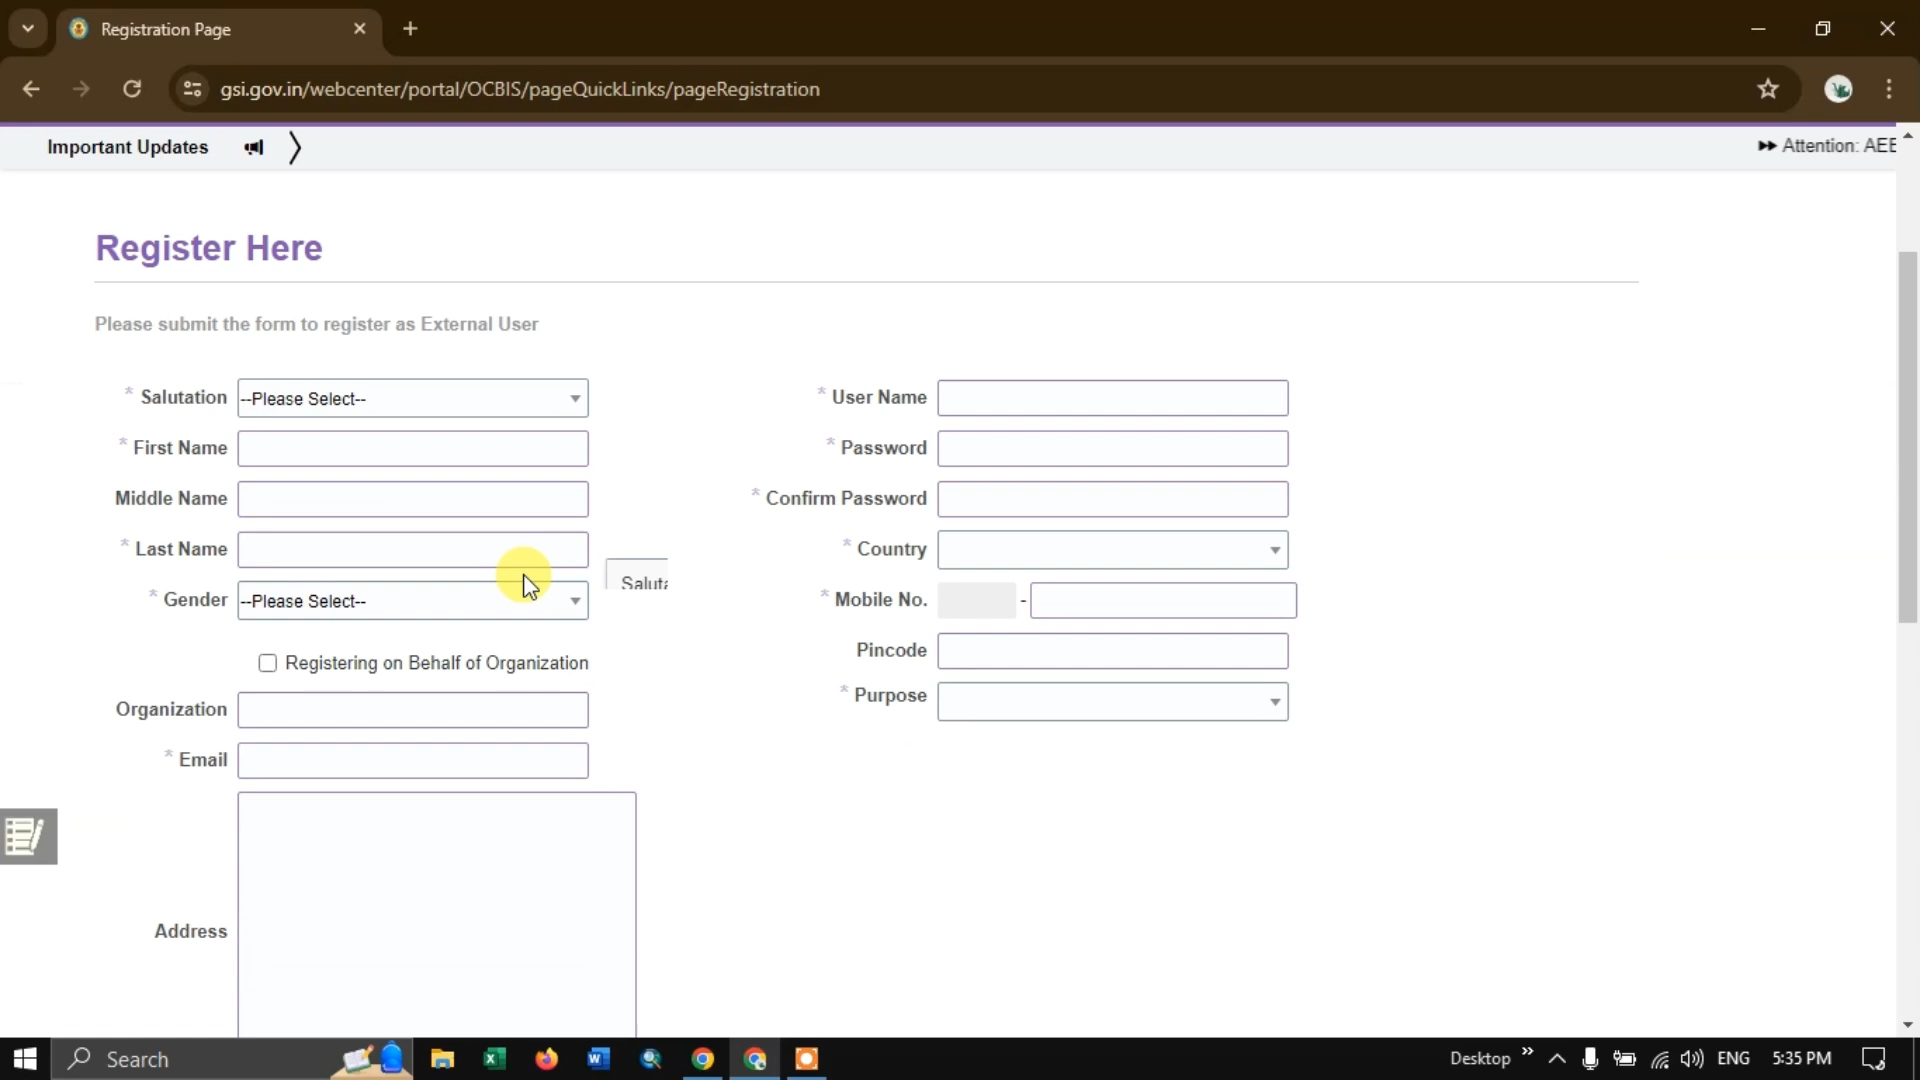 Registration Page
gsi.gov.in/webcenter/portal/OCBIS/pageQuickLinks/pageRegistration
Important Updates
Attention: AEE
Register Here
Please submit the form to register as External User
* Salutation --Please Select--
* First Name
Middle Name
* Last Name
* Gender --Please Select--
Registering on Behalf of Organization
Organization
* Email
Address
* User Name
* Password
* Confirm Password
* Country
* Mobile No. -
Pincode
* Purpose
Search
Desktop
ENG
5:35 PM